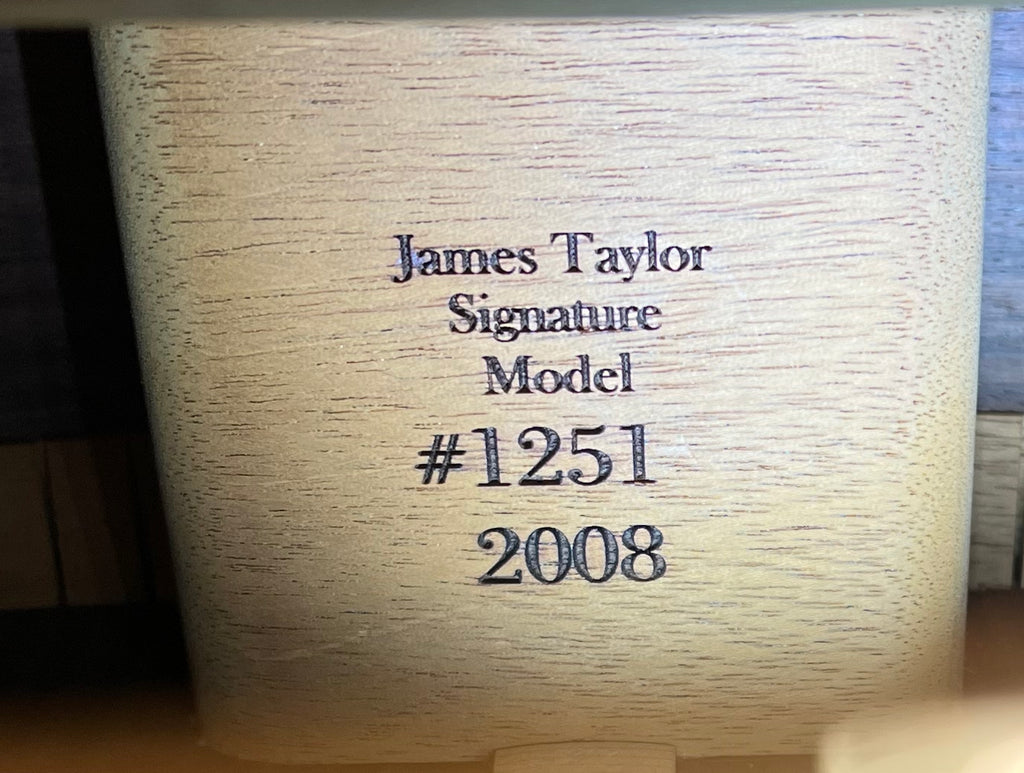 James Taylor
Signature
Model
#1251
2008